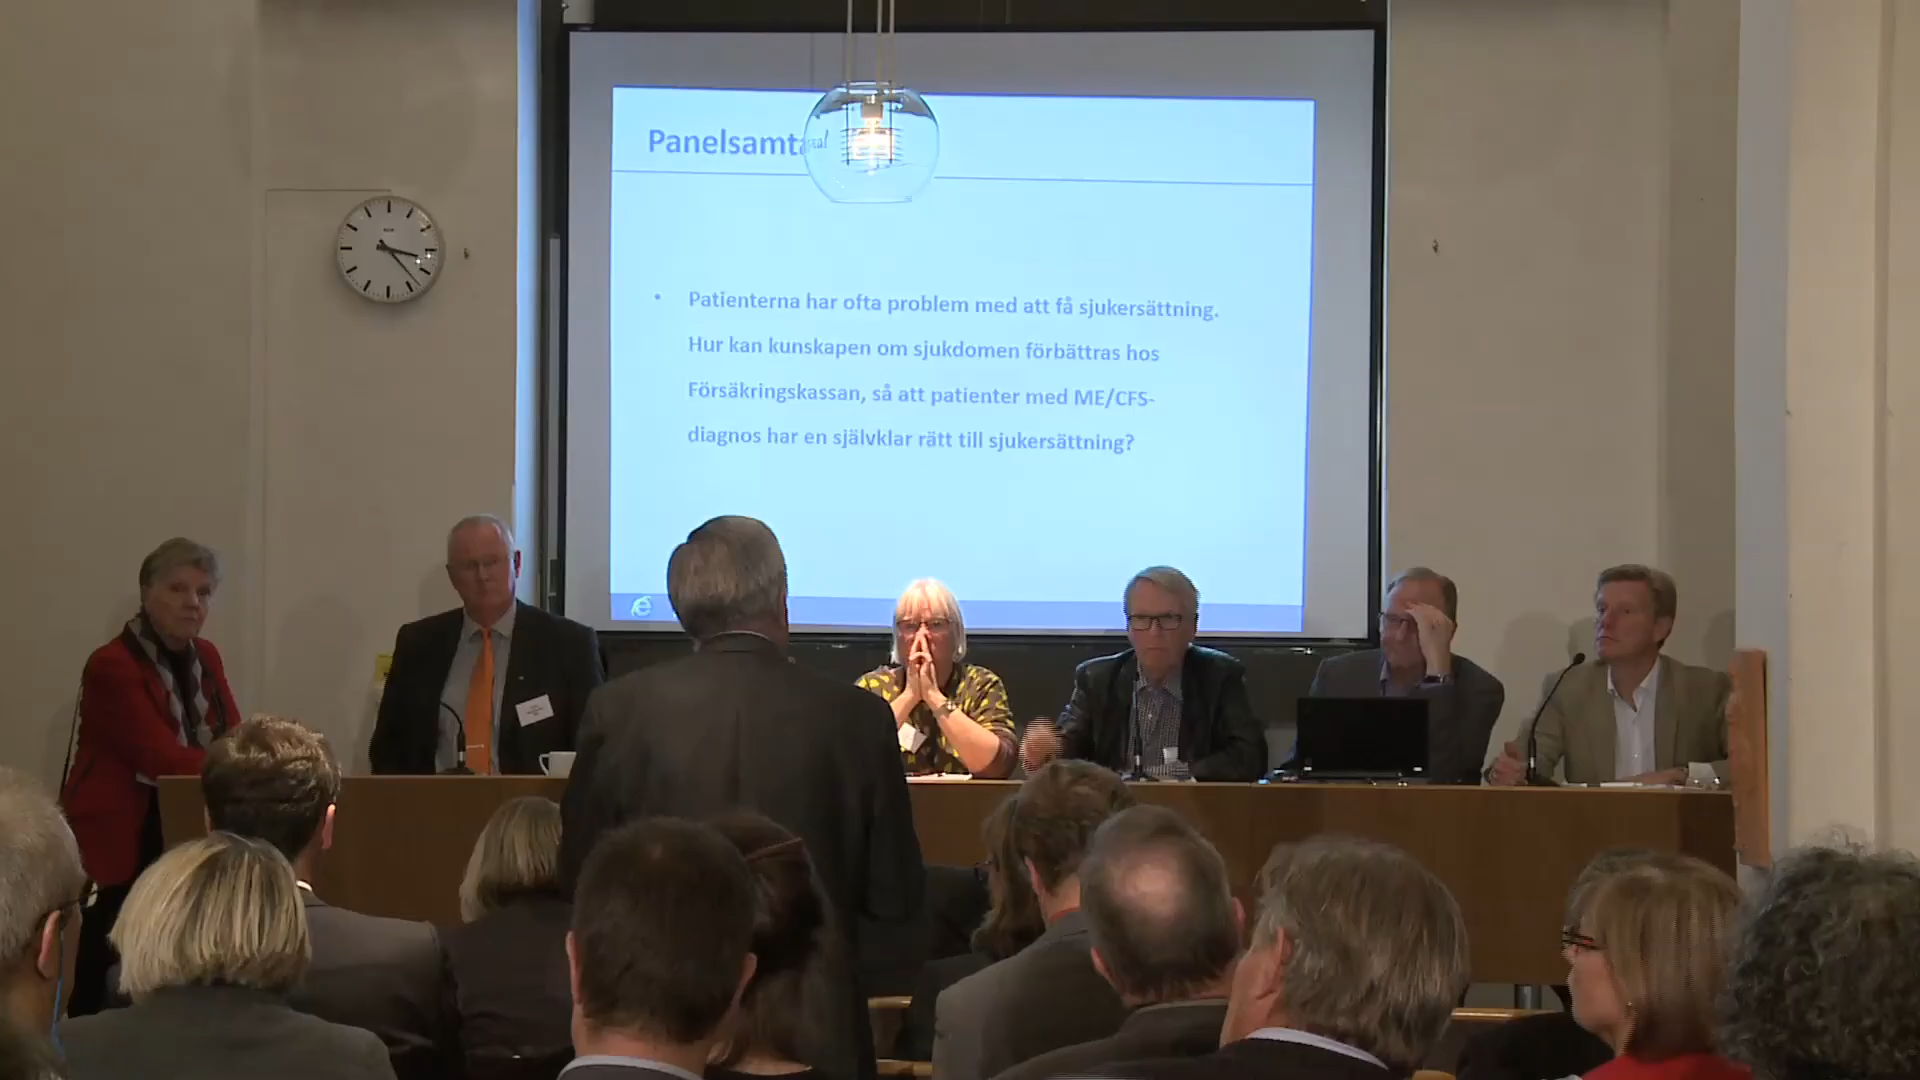 Panelsamtal
• Patienterna har ofta problem med att få sjukersättning.
Hur kan kunskapen om sjukdomen förbättras hos
Försäkringskassan, så att patienter med ME/CFS-
diagnos har en självklar rätt till sjukersättning?